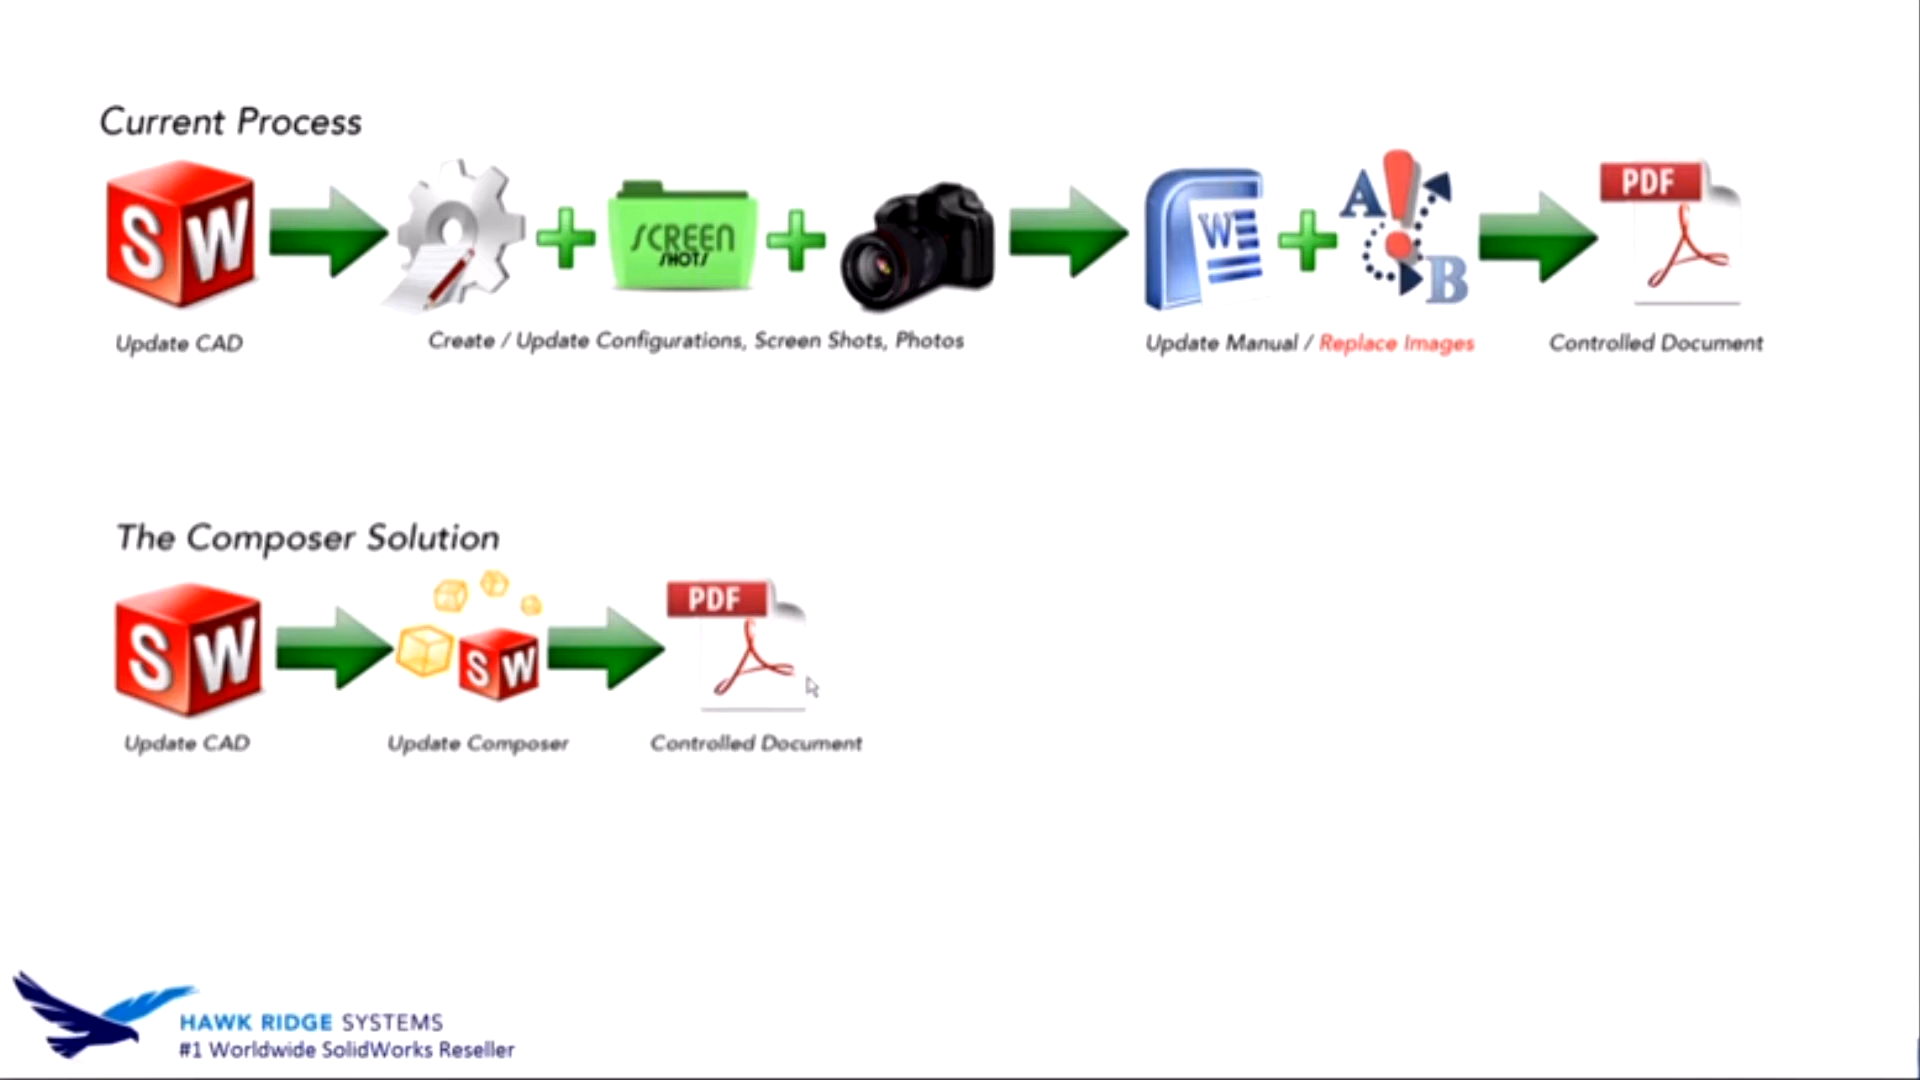 Current Process
SW
SCREEN
SHOTS
W
A
B
PDF
Update CAD
Create / Update Configurations, Screen Shots, Photos
Update Manual / Replace Images
Controlled Document
The Composer Solution
SW
SW
PDF
Update CAD
Update Composer
Controlled Document
HAWK RIDGE SYSTEMS
#1 Worldwide SolidWorks Reseller